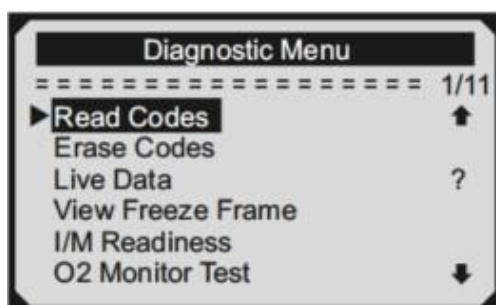 Diagnostic Menu
= = = = = = = = = = = = = = = = = = = 1/11
Read Codes
Erase Codes
Live Data ?
View Freeze Frame
I/M Readiness
O2 Monitor Test